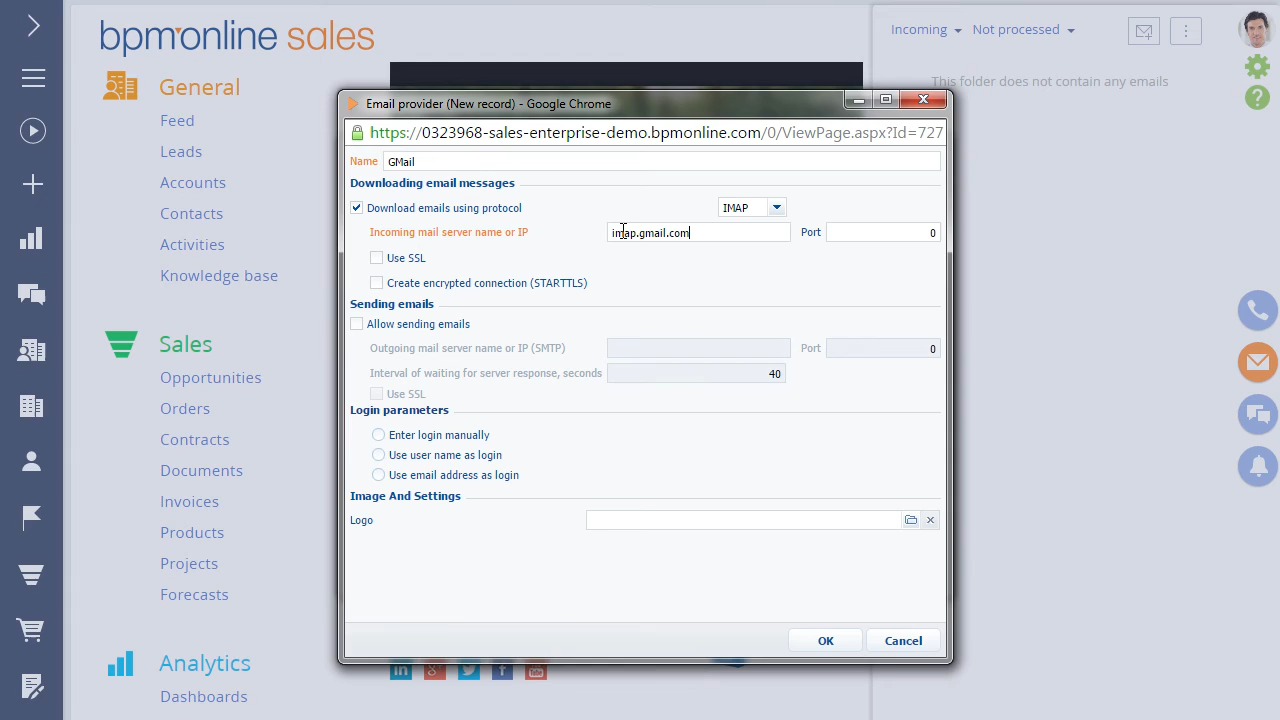 bpmonline sales
General
Feed
Leads
Accounts
Contacts
Activities
Knowledge base
Sales
Opportunities
Orders
Contracts
Documents
Invoices
Products
Projects
Forecasts
Analytics
Dashboards
Email provider (New record) - Google Chrome
https://0323968-sales-enterprise-demo.bpmonline.com/0/ViewPage.aspx?Id=727
Name GMail
Downloading email messages
Download emails using protocol IMAP
Incoming mail server name or IP imap.gmail.com Port 0
Use SSL
Create encrypted connection (STARTTLS)
Sending emails
Allow sending emails
Outgoing mail server name or IP (SMTP) Port 0
Interval of waiting for server response, seconds 40
Use SSL
Login parameters
Enter login manually
Use user name as login
Use email address as login
Image And Settings
Logo
OK Cancel
in g+ f You
Incoming Not processed
This folder does not contain any emails